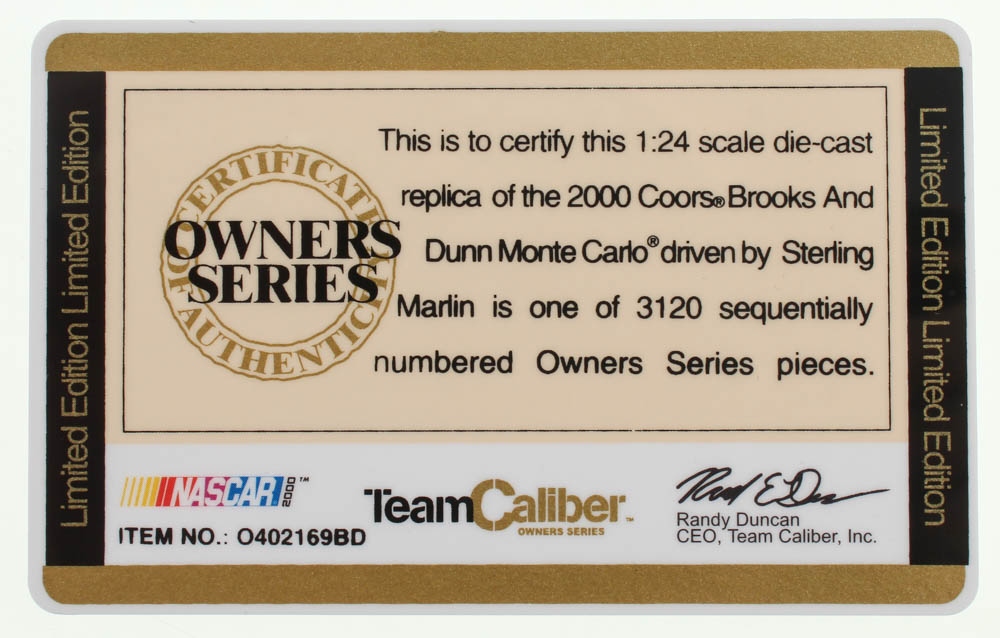 Limited Edition Limited Edition
CERTIFICATE OF AUTHENTICITY
OWNERS
SERIES
This is to certify this 1:24 scale die-cast
replica of the 2000 Coors® Brooks And
Dunn Monte Carlo® driven by Sterling
Marlin is one of 3120 sequentially
numbered Owners Series pieces.
Limited Edition Limited Edition
NASCAR 2000™
ITEM NO.: O402169BD
Team Caliber™
OWNERS SERIES
Randy Duncan
CEO, Team Caliber, Inc.